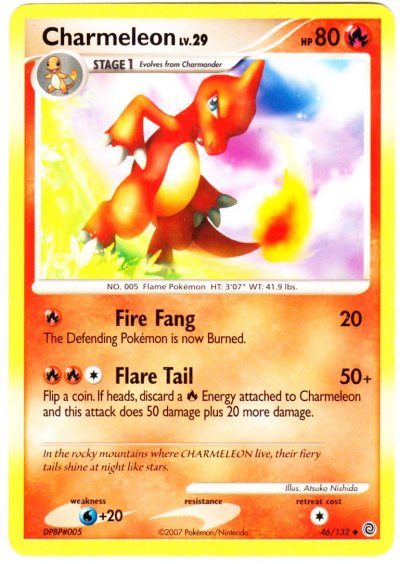 Charmeleon LV.29 HP 80
STAGE 1 Evolves from Charmander
NO. 005 Flame Pokémon HT: 3'07" WT: 41.9 lbs.
Fire Fang 20
The Defending Pokémon is now Burned.
Flare Tail 50+
Flip a coin. If heads, discard a Energy attached to Charmeleon
and this attack does 50 damage plus 20 more damage.
In the rocky mountains where CHARMELEON live, their fiery
tails shine at night like stars.
Illus. Atsuko Nishida
weakness resistance retreat cost
+20
DPBP#005 ©2007 Pokémon/Nintendo 46/132